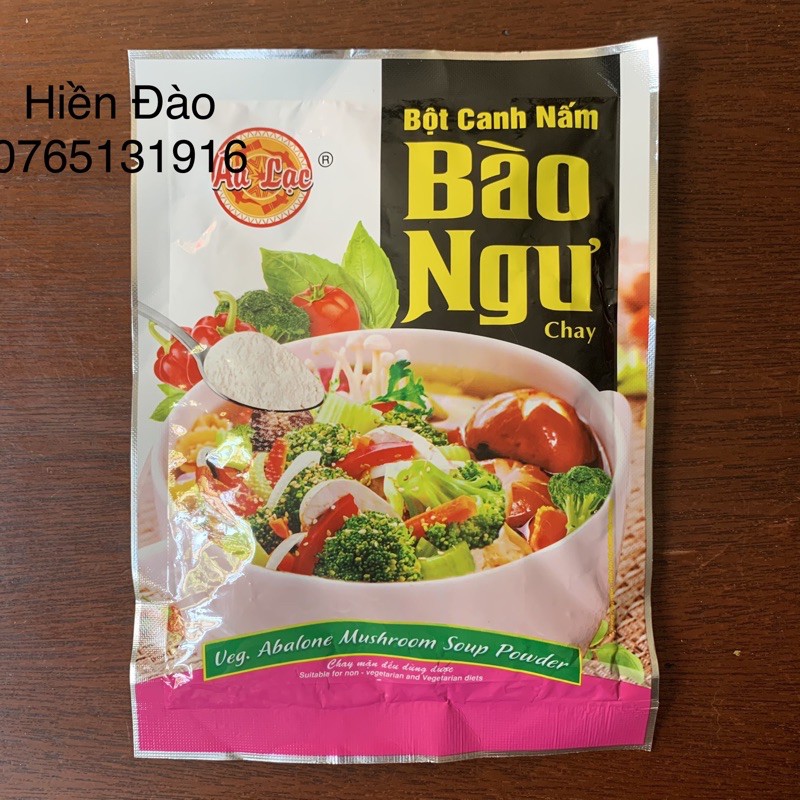 Hiền Đào
0765131916
Âu Lạc ®
Bột Canh Nấm
Bào
Ngư
Chay
Veg. Abalone Mushroom Soup Powder
Chay mặn đều dùng được
Suitable for non - vegetarian and Vegetarian diets